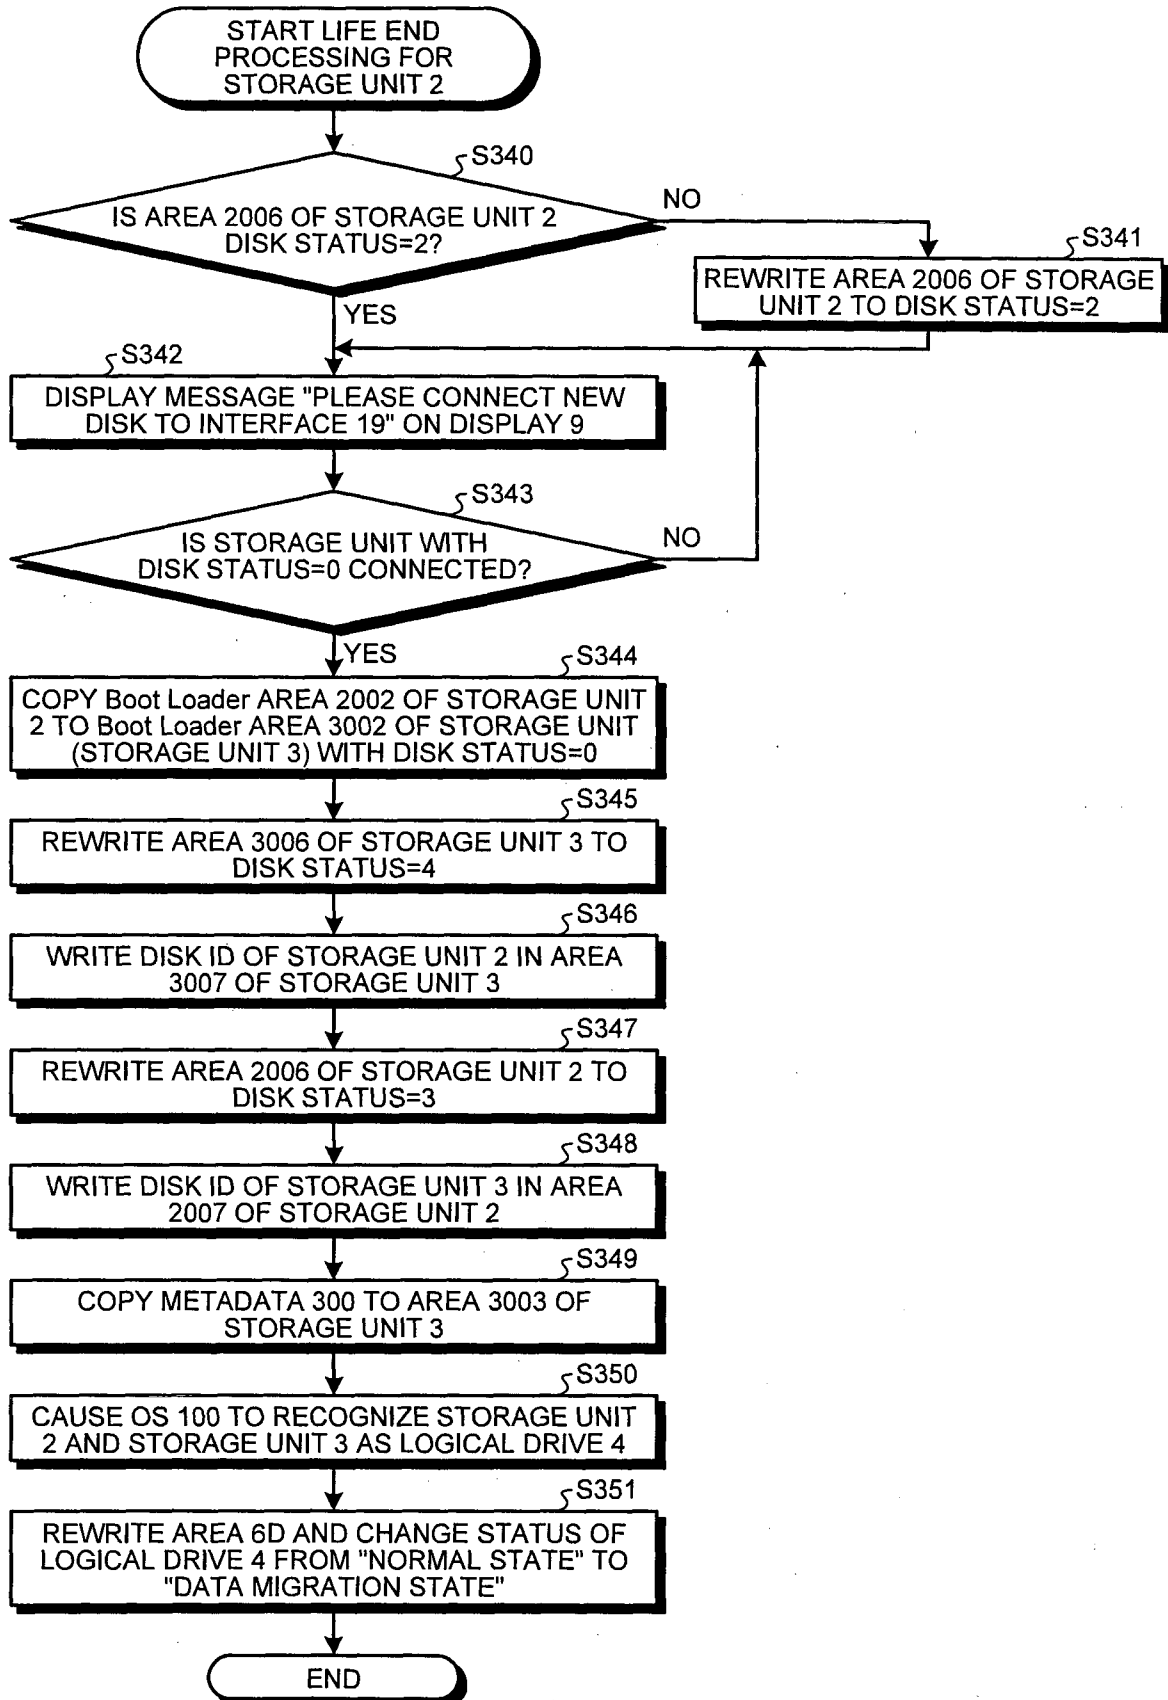 START LIFE END
PROCESSING FOR
STORAGE UNIT 2
S340
IS AREA 2006 OF STORAGE UNIT 2
DISK STATUS=2?
NO
S341
REWRITE AREA 2006 OF STORAGE
UNIT 2 TO DISK STATUS=2
YES
S342
DISPLAY MESSAGE "PLEASE CONNECT NEW
DISK TO INTERFACE 19" ON DISPLAY 9
S343
IS STORAGE UNIT WITH
DISK STATUS=0 CONNECTED?
NO
YES
S344
COPY Boot Loader AREA 2002 OF STORAGE UNIT
2 TO Boot Loader AREA 3002 OF STORAGE UNIT
(STORAGE UNIT 3) WITH DISK STATUS=0
S345
REWRITE AREA 3006 OF STORAGE UNIT 3 TO
DISK STATUS=4
S346
WRITE DISK ID OF STORAGE UNIT 2 IN AREA
3007 OF STORAGE UNIT 3
S347
REWRITE AREA 2006 OF STORAGE UNIT 2 TO
DISK STATUS=3
S348
WRITE DISK ID OF STORAGE UNIT 3 IN AREA
2007 OF STORAGE UNIT 2
S349
COPY METADATA 300 TO AREA 3003 OF
STORAGE UNIT 3
S350
CAUSE OS 100 TO RECOGNIZE STORAGE UNIT
2 AND STORAGE UNIT 3 AS LOGICAL DRIVE 4
S351
REWRITE AREA 6D AND CHANGE STATUS OF
LOGICAL DRIVE 4 FROM "NORMAL STATE" TO
"DATA MIGRATION STATE"
END